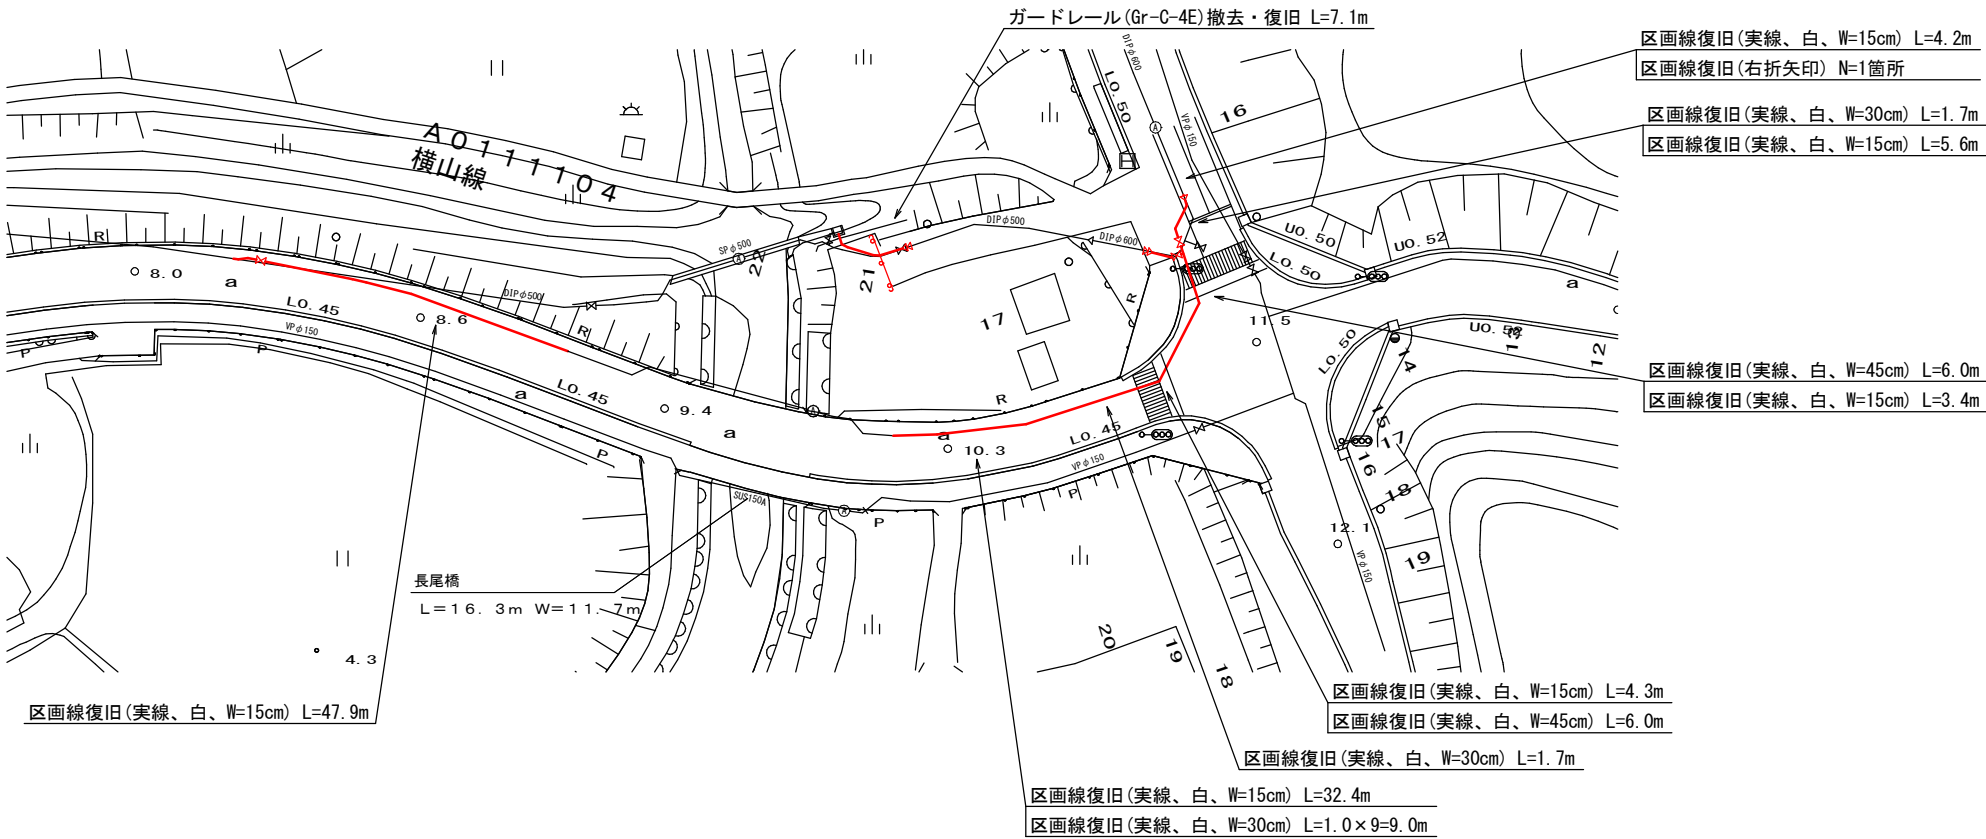 ガードレール(Gr-C-4E)撤去・復旧 L=7.1m
区画線復旧(実線、白、W=15cm) L=4.2m
区画線復旧(右折矢印) N=1箇所
区画線復旧(実線、白、W=30cm) L=1.7m
区画線復旧(実線、白、W=15cm) L=5.6m
DIPφ600
LO.50
VPφ150
16
A0111104
横山線
DIPφ500
DIPφ600
UO.50
UO.52
LO.50
R
SPφ500
22
21
8.0
a
DIPφ500
R
17
R
a
LO.45
VPφ150
8.6
11.5
UO.52
13
12
LO.50
14
P
P
LO.45
a
9.4
a
R
a
10.3
LO.45
VPφ150
15
17
16
18
区画線復旧(実線、白、W=45cm) L=6.0m
区画線復旧(実線、白、W=15cm) L=3.4m
P
SUS150A
P
P
12.1
VPφ150
19
長尾橋
L=16.3m W=11.7m
4.3
20
19
18
区画線復旧(実線、白、W=15cm) L=47.9m
区画線復旧(実線、白、W=15cm) L=4.3m
区画線復旧(実線、白、W=45cm) L=6.0m
区画線復旧(実線、白、W=30cm) L=1.7m
区画線復旧(実線、白、W=15cm) L=32.4m
区画線復旧(実線、白、W=30cm) L=1.0×9=9.0m